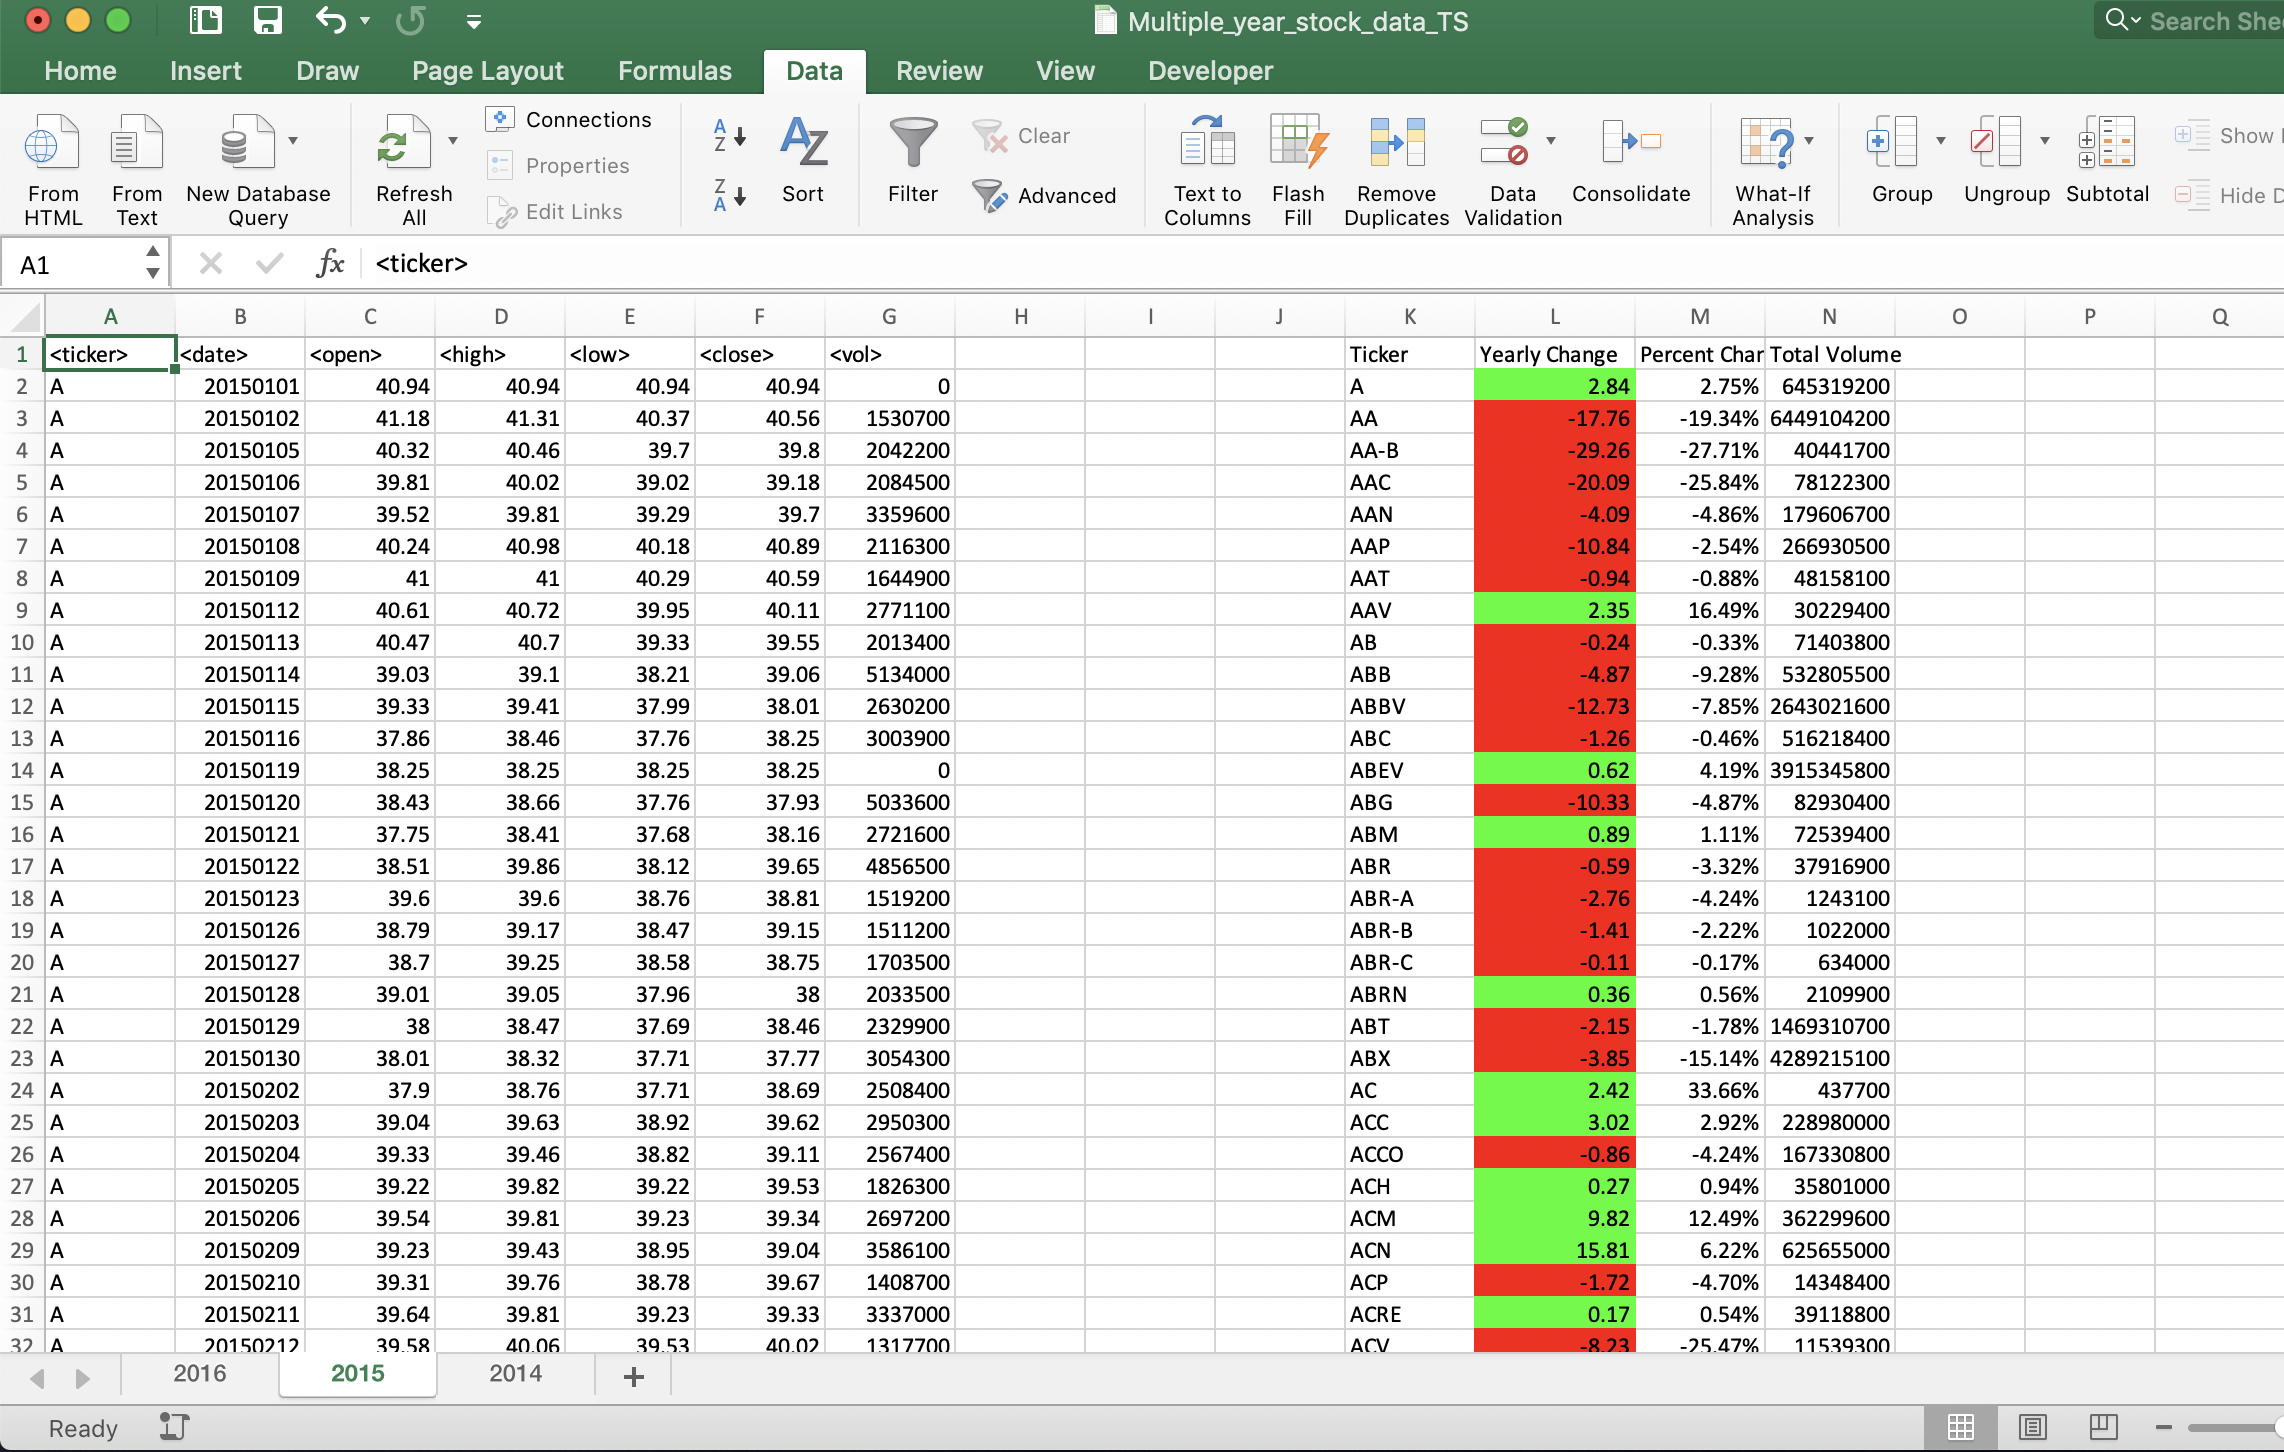 Multiple_year_stock_data_TS
Search She
Home Insert Draw Page Layout Formulas Data Review View Developer
From HTML
From Text
New Database Query
Refresh All
Connections
Properties
Edit Links
Sort
Filter
Clear
Advanced
Text to Columns
Flash Fill
Remove Duplicates
Data Validation
Consolidate
What-If Analysis
Group
Ungroup
Subtotal
Show
Hide D
A1 fx <ticker>
A B C D E F G H I J K L M N O P Q
1 <ticker> <date> <open> <high> <low> <close> <vol> Ticker Yearly Change Percent Char Total Volume
2 A 20150101 40.94 40.94 40.94 40.94 0 A 2.84 2.75% 645319200
3 A 20150102 41.18 41.31 40.37 40.56 1530700 AA -17.76 -19.34% 6449104200
4 A 20150105 40.32 40.46 39.7 39.8 2042200 AA-B -29.26 -27.71% 40441700
5 A 20150106 39.81 40.02 39.02 39.18 2084500 AAC -20.09 -25.84% 78122300
6 A 20150107 39.52 39.81 39.29 39.7 3359600 AAN -4.09 -4.86% 179606700
7 A 20150108 40.24 40.98 40.18 40.89 2116300 AAP -10.84 -2.54% 266930500
8 A 20150109 41 41 40.29 40.59 1644900 AAT -0.94 -0.88% 48158100
9 A 20150112 40.61 40.72 39.95 40.11 2771100 AAV 2.35 16.49% 30229400
10 A 20150113 40.47 40.7 39.33 39.55 2013400 AB -0.24 -0.33% 71403800
11 A 20150114 39.03 39.1 38.21 39.06 5134000 ABB -4.87 -9.28% 532805500
12 A 20150115 39.33 39.41 37.99 38.01 2630200 ABBV -12.73 -7.85% 2643021600
13 A 20150116 37.86 38.46 37.76 38.25 3003900 ABC -1.26 -0.46% 516218400
14 A 20150119 38.25 38.25 38.25 38.25 0 ABEV 0.62 4.19% 3915345800
15 A 20150120 38.43 38.66 37.76 37.93 5033600 ABG -10.33 -4.87% 82930400
16 A 20150121 37.75 38.41 37.68 38.16 2721600 ABM 0.89 1.11% 72539400
17 A 20150122 38.51 39.86 38.12 39.65 4856500 ABR -0.59 -3.32% 37916900
18 A 20150123 39.6 39.6 38.76 38.81 1519200 ABR-A -2.76 -4.24% 1243100
19 A 20150126 38.79 39.17 38.47 39.15 1511200 ABR-B -1.41 -2.22% 1022000
20 A 20150127 38.7 39.25 38.58 38.75 1703500 ABR-C -0.11 -0.17% 634000
21 A 20150128 39.01 39.05 37.96 38 2033500 ABRN 0.36 0.56% 2109900
22 A 20150129 38 38.47 37.69 38.46 2329900 ABT -2.15 -1.78% 1469310700
23 A 20150130 38.01 38.32 37.71 37.77 3054300 ABX -3.85 -15.14% 4289215100
24 A 20150202 37.9 38.76 37.71 38.69 2508400 AC 2.42 33.66% 437700
25 A 20150203 39.04 39.63 38.92 39.62 2950300 ACC 3.02 2.92% 228980000
26 A 20150204 39.33 39.46 38.82 39.11 2567400 ACCO -0.86 -4.24% 167330800
27 A 20150205 39.22 39.82 39.22 39.53 1826300 ACH 0.27 0.94% 35801000
28 A 20150206 39.54 39.81 39.23 39.34 2697200 ACM 9.82 12.49% 362299600
29 A 20150209 39.23 39.43 38.95 39.04 3586100 ACN 15.81 6.22% 625655000
30 A 20150210 39.31 39.76 38.78 39.67 1408700 ACP -1.72 -4.70% 14348400
31 A 20150211 39.64 39.81 39.23 39.33 3337000 ACRE 0.17 0.54% 39118800
32 A 20150212 39.58 40.06 39.53 40.02 1317700 ACV -8.23 -25.47% 11539300
2016 2015 2014 +
Ready